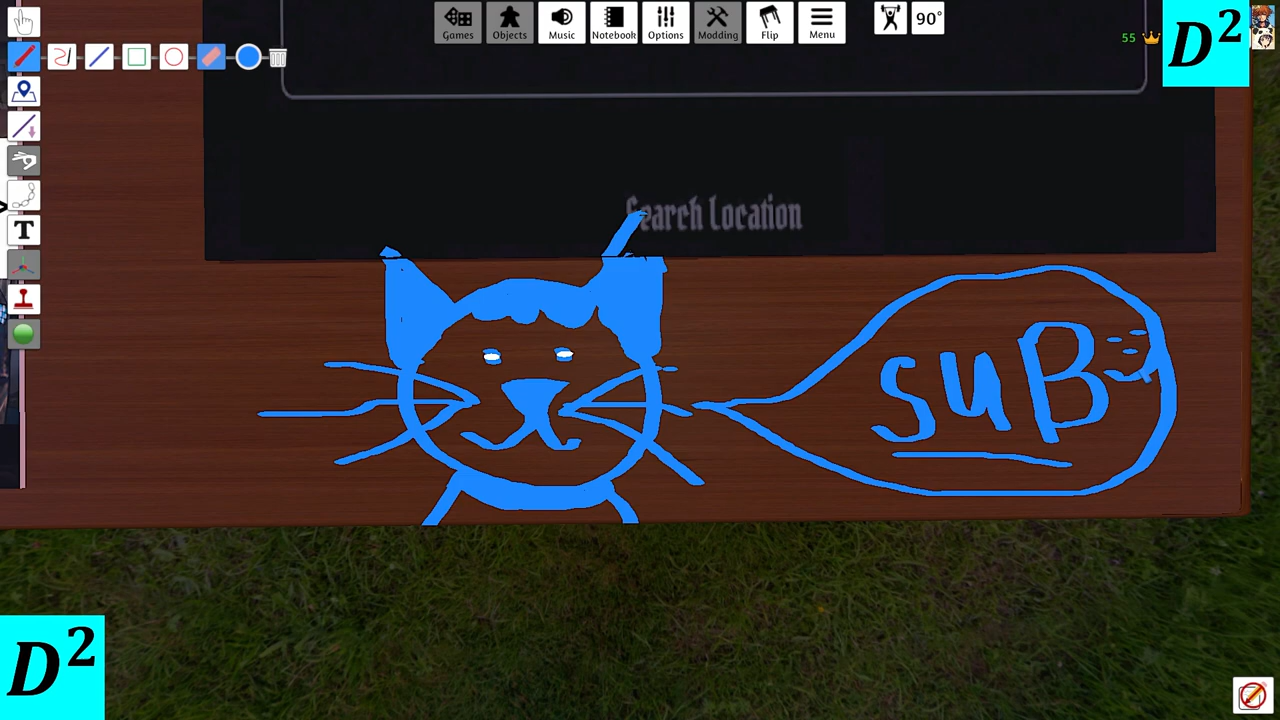 Games Objects Music Notebook Options Modding Flip Menu 90°
55
D²
T
Search Location
SUB
D²